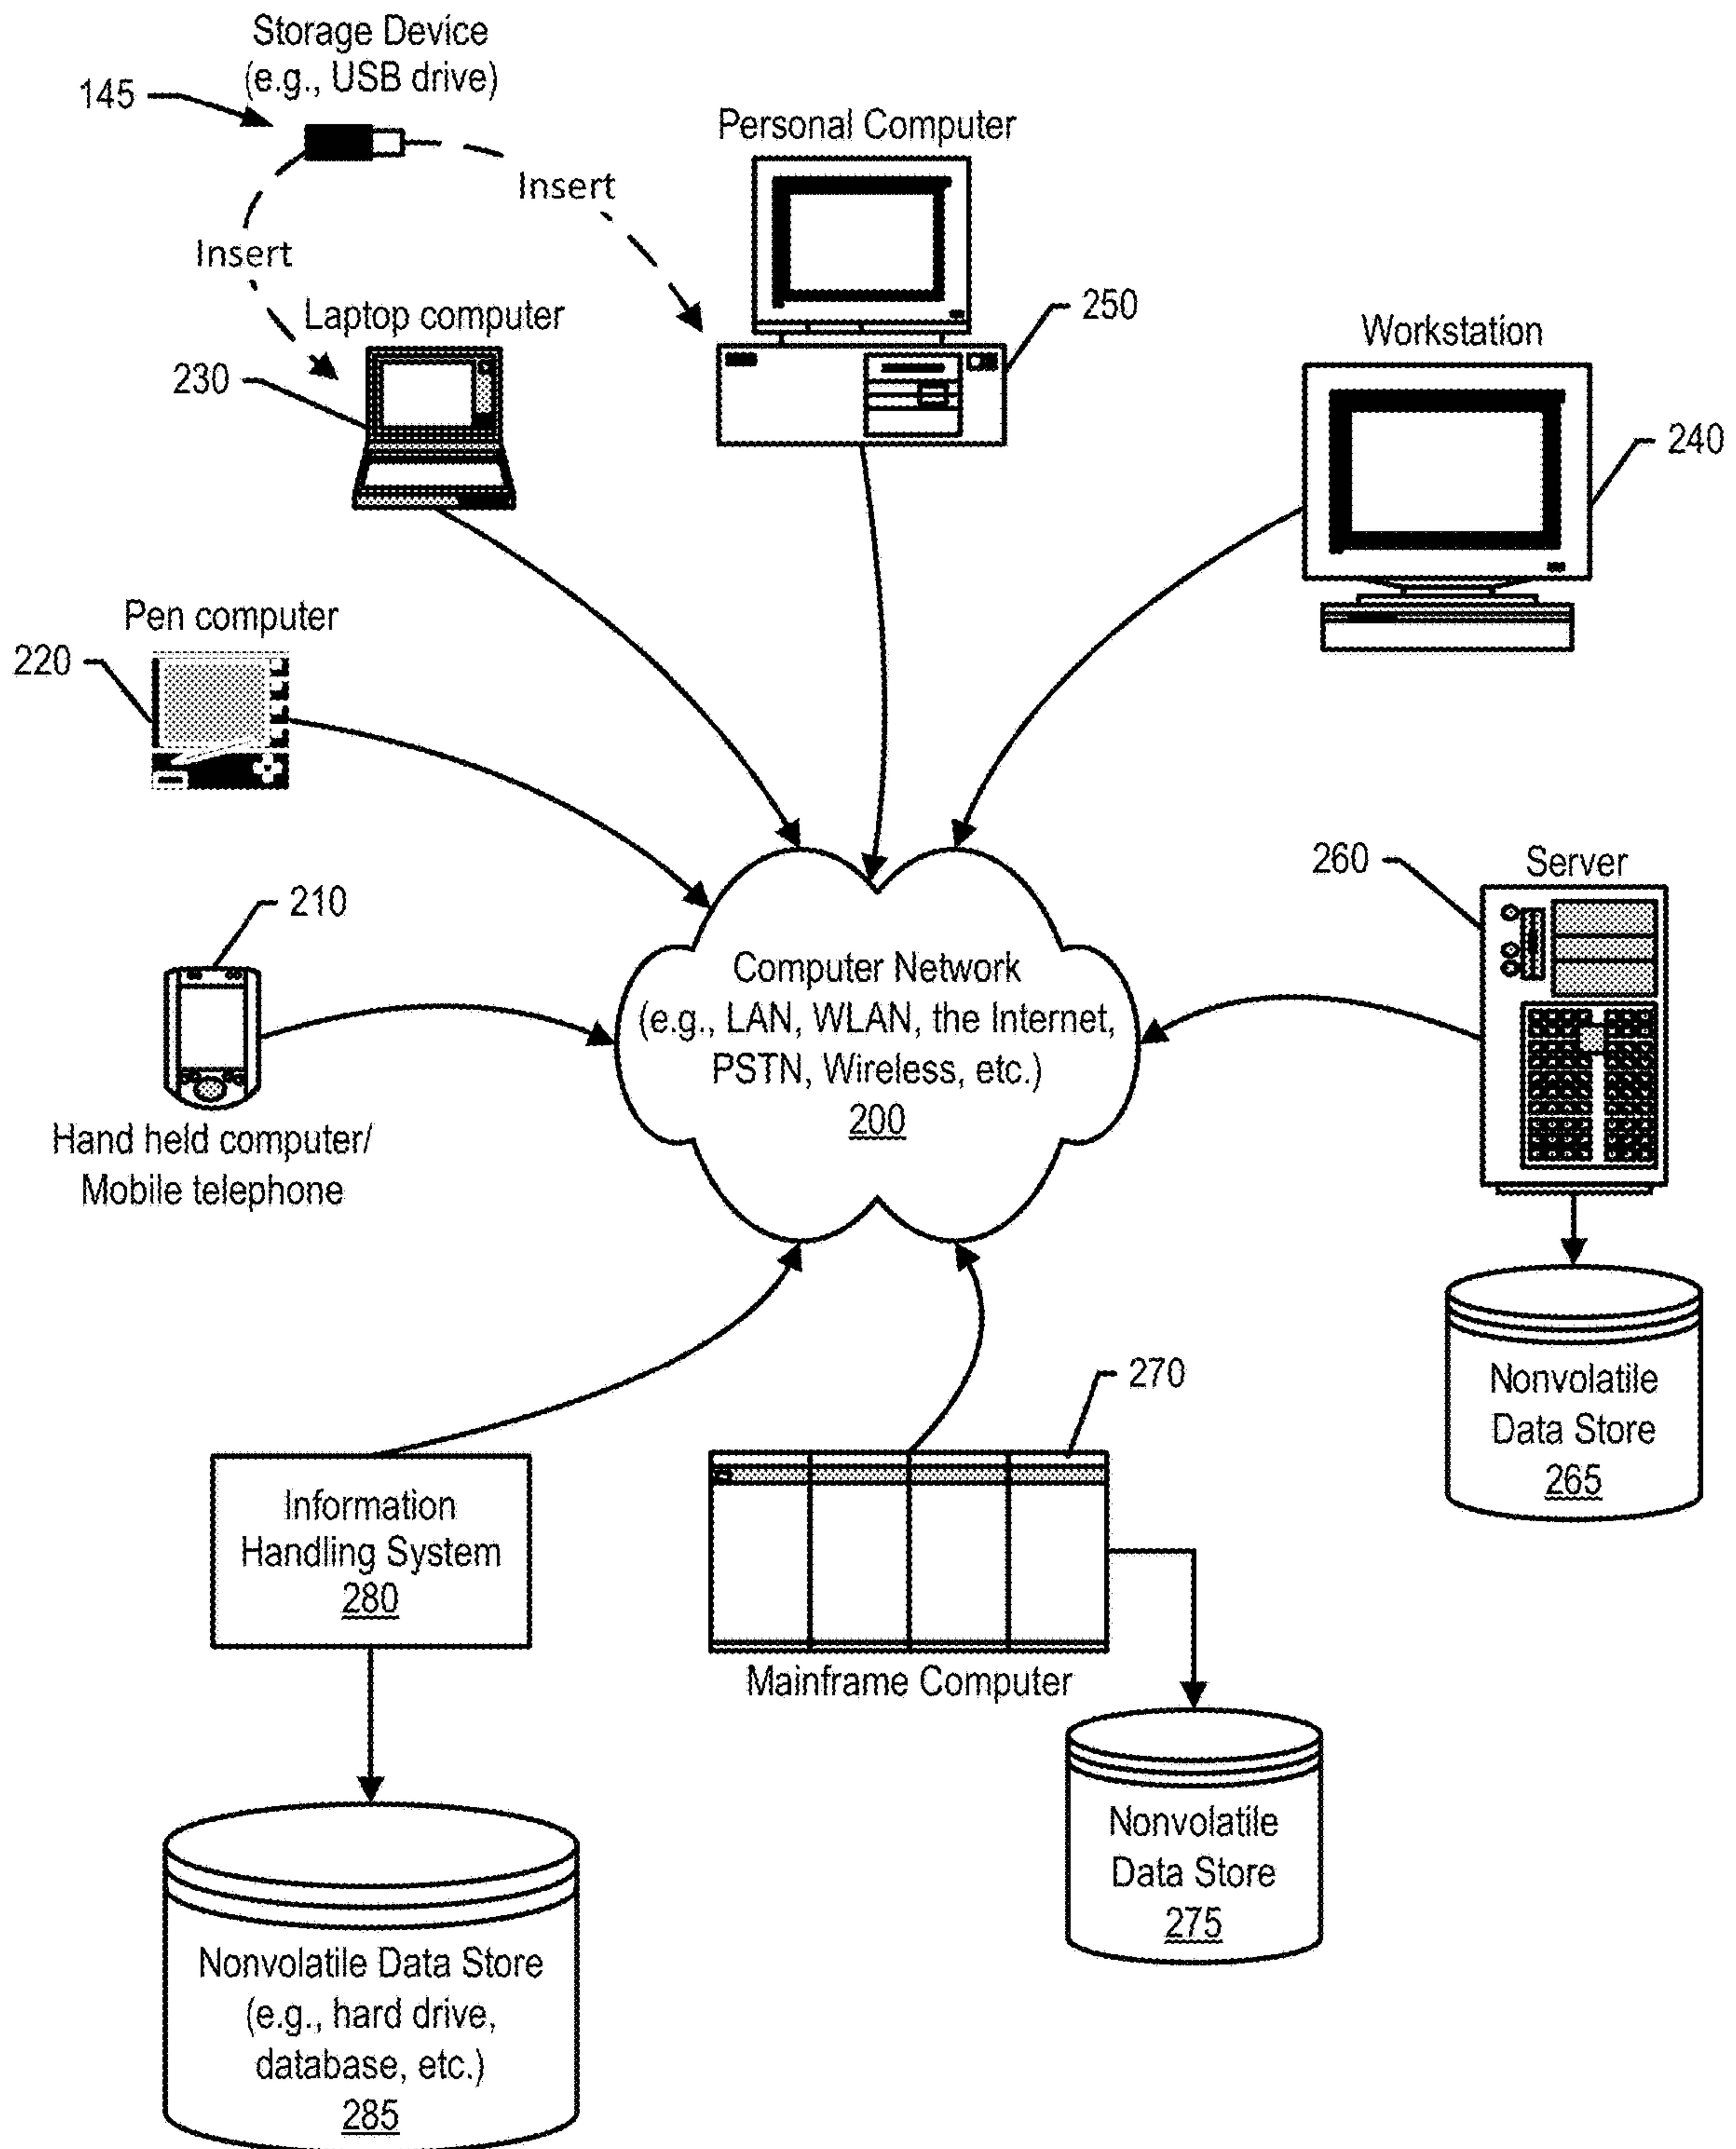 Storage Device
(e.g., USB drive)
145
Personal Computer
Insert
Insert
Laptop computer
250
Workstation
230
240
Pen computer
220
260
Server
210
Computer Network
(e.g., LAN, WLAN, the Internet,
PSTN, Wireless, etc.)
200
Hand held computer/
Mobile telephone
270
Nonvolatile
Data Store
265
Information
Handling System
280
Mainframe Computer
Nonvolatile
Data Store
275
Nonvolatile Data Store
(e.g., hard drive,
database, etc.)
285